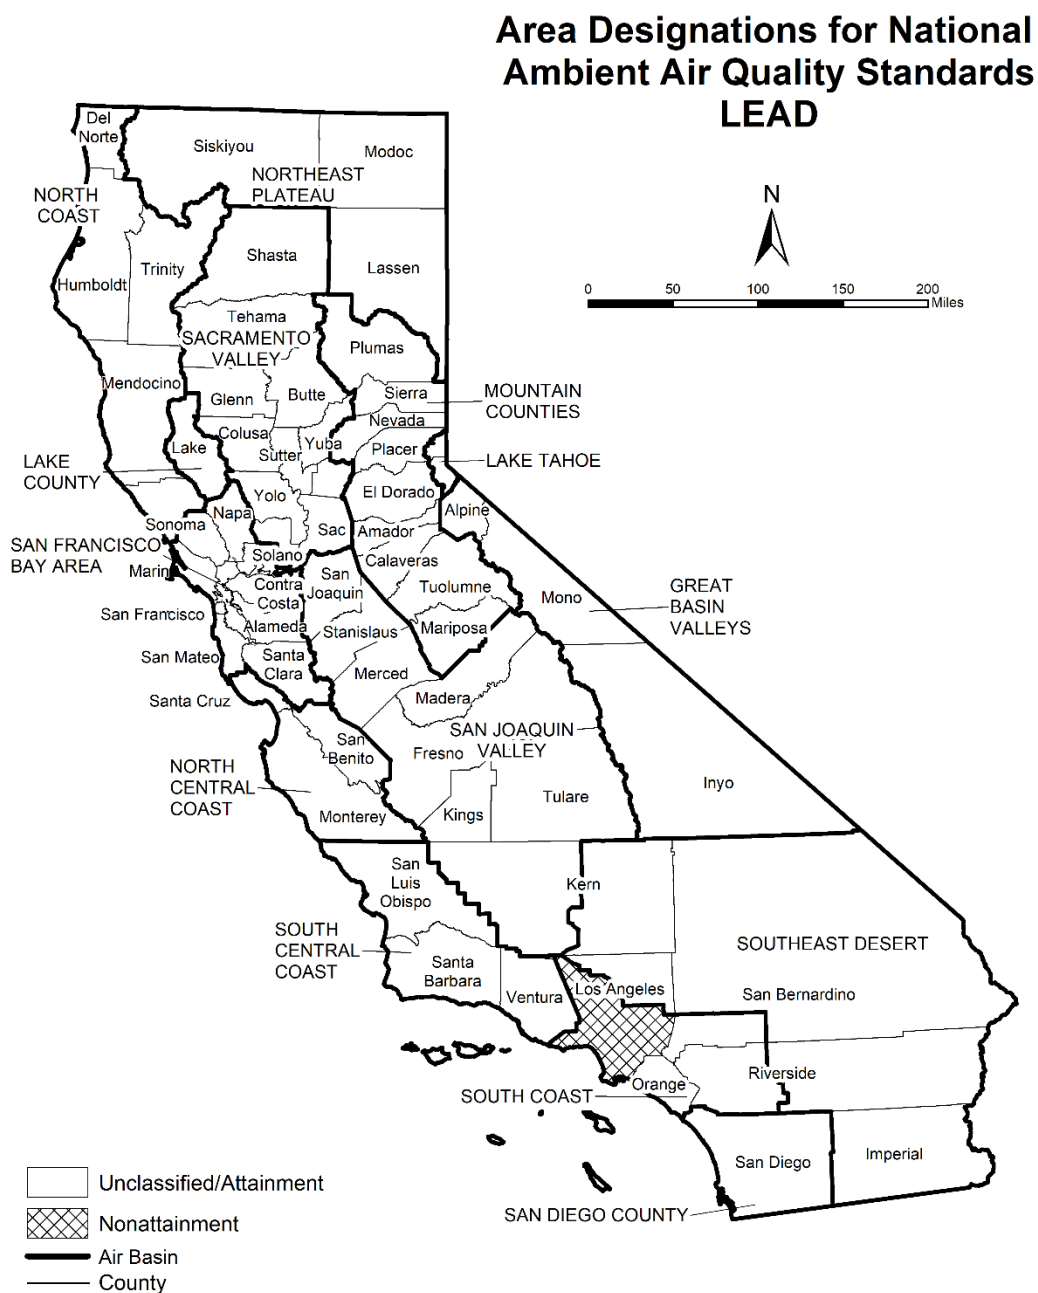 Area Designations for National
Ambient Air Quality Standards
LEAD
Del
Norte
Siskiyou
Modoc
NORTHEAST
PLATEAU
NORTH
COAST
N
Shasta
Lassen
Trinity
Humboldt
0 50 100 150 200
Miles
Tehama
SACRAMENTO
VALLEY
Plumas
Mendocino
Glenn
Butte
Sierra
MOUNTAIN
COUNTIES
Nevada
Colusa
Yuba
Sutter
Placer
Lake
LAKE
COUNTY
LAKE TAHOE
Yolo
El Dorado
Napa
Alpine
Sonoma
Sac
Amador
SAN FRANCISCO
BAY AREA
Solano
Calaveras
Marin
Contra
Costa
San
Joaquin
Tuolumne
Mono
GREAT
BASIN
VALLEYS
San Francisco
Alameda
Stanislaus
Mariposa
San Mateo
Santa
Clara
Merced
Santa Cruz
Madera
SAN JOAQUIN
VALLEY
San
Benito
Fresno
NORTH
CENTRAL
COAST
Inyo
Tulare
Monterey
Kings
San
Luis
Obispo
Kern
SOUTH
CENTRAL
COAST
SOUTHEAST DESERT
Santa
Barbara
Ventura
Los Angeles
San Bernardino
Riverside
Orange
SOUTH COAST
San Diego
Imperial
SAN DIEGO COUNTY
Unclassified/Attainment
Nonattainment
Air Basin
County